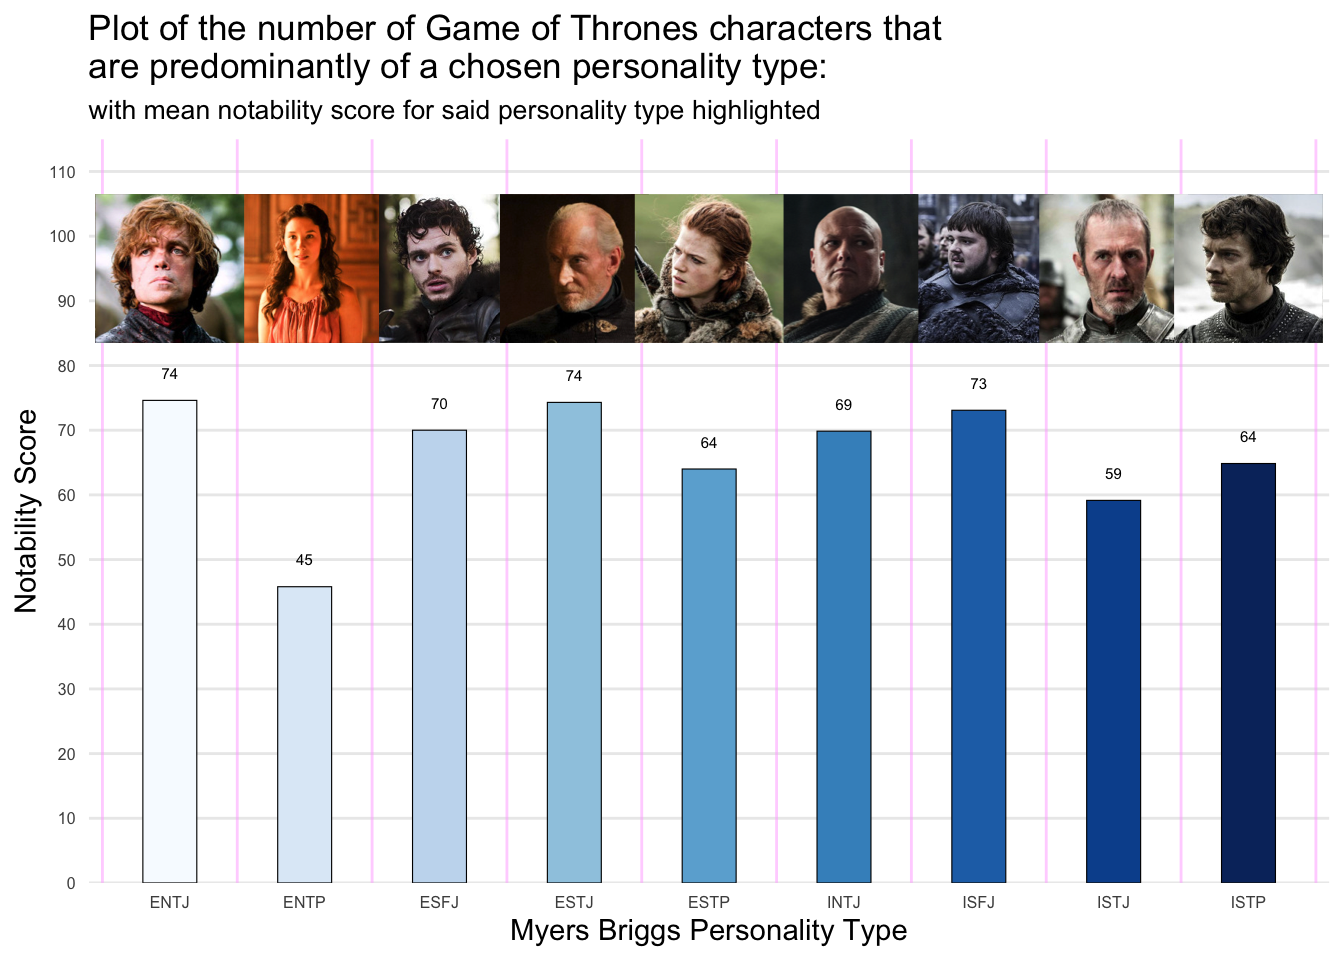 Plot of the number of Game of Thrones characters that
are predominantly of a chosen personality type:
with mean notability score for said personality type highlighted
110
100
90
80
70
60
50
40
30
20
10
0
Notability Score
74
45
70
74
64
69
73
59
64
ENTJ
ENTP
ESFJ
ESTJ
ESTP
INTJ
ISFJ
ISTJ
ISTP
Myers Briggs Personality Type